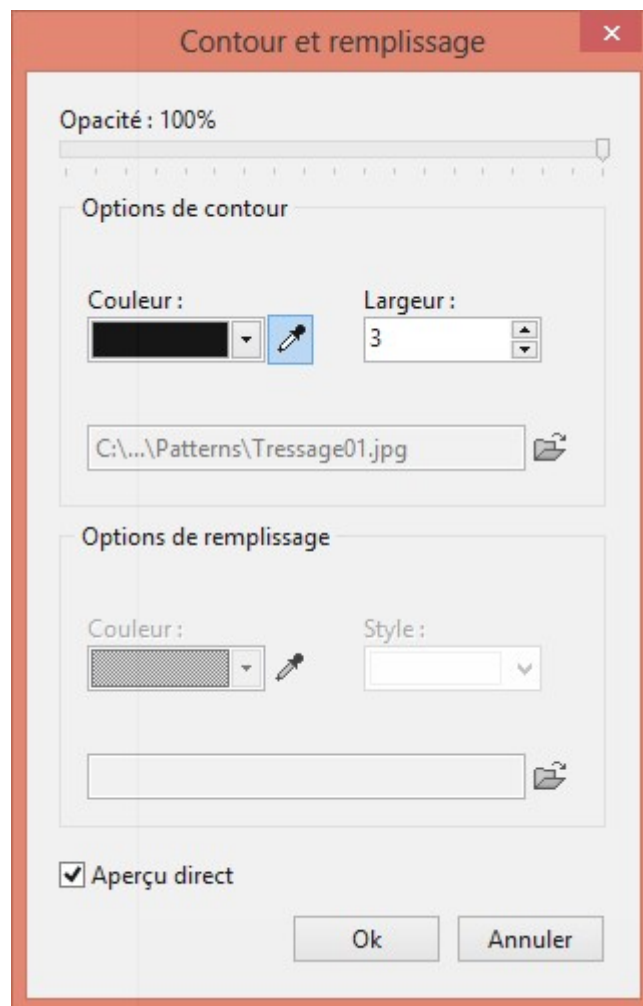 Contour et remplissage
Opacité : 100%
Options de contour
Couleur :
Largeur :
3
C:\...\Patterns\Tressage01.jpg
Options de remplissage
Couleur :
Style :
Aperçu direct
Ok
Annuler